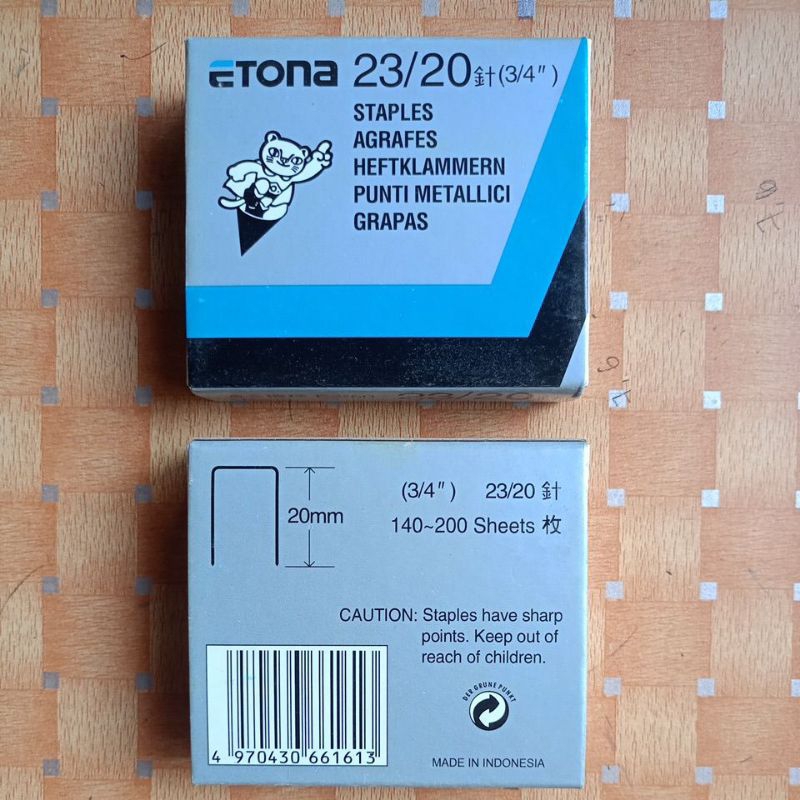 ETONA 23/20 針 (3/4")
STAPLES
AGRAFES
HEFTKLAMMERN
PUNTI METALLICI
GRAPAS
23/20
20mm
(3/4") 23/20 針
140~200 Sheets 枚
CAUTION: Staples have sharp
points. Keep out of
reach of children.
DER GRÜNE PUNKT
4 970430 661613
MADE IN INDONESIA